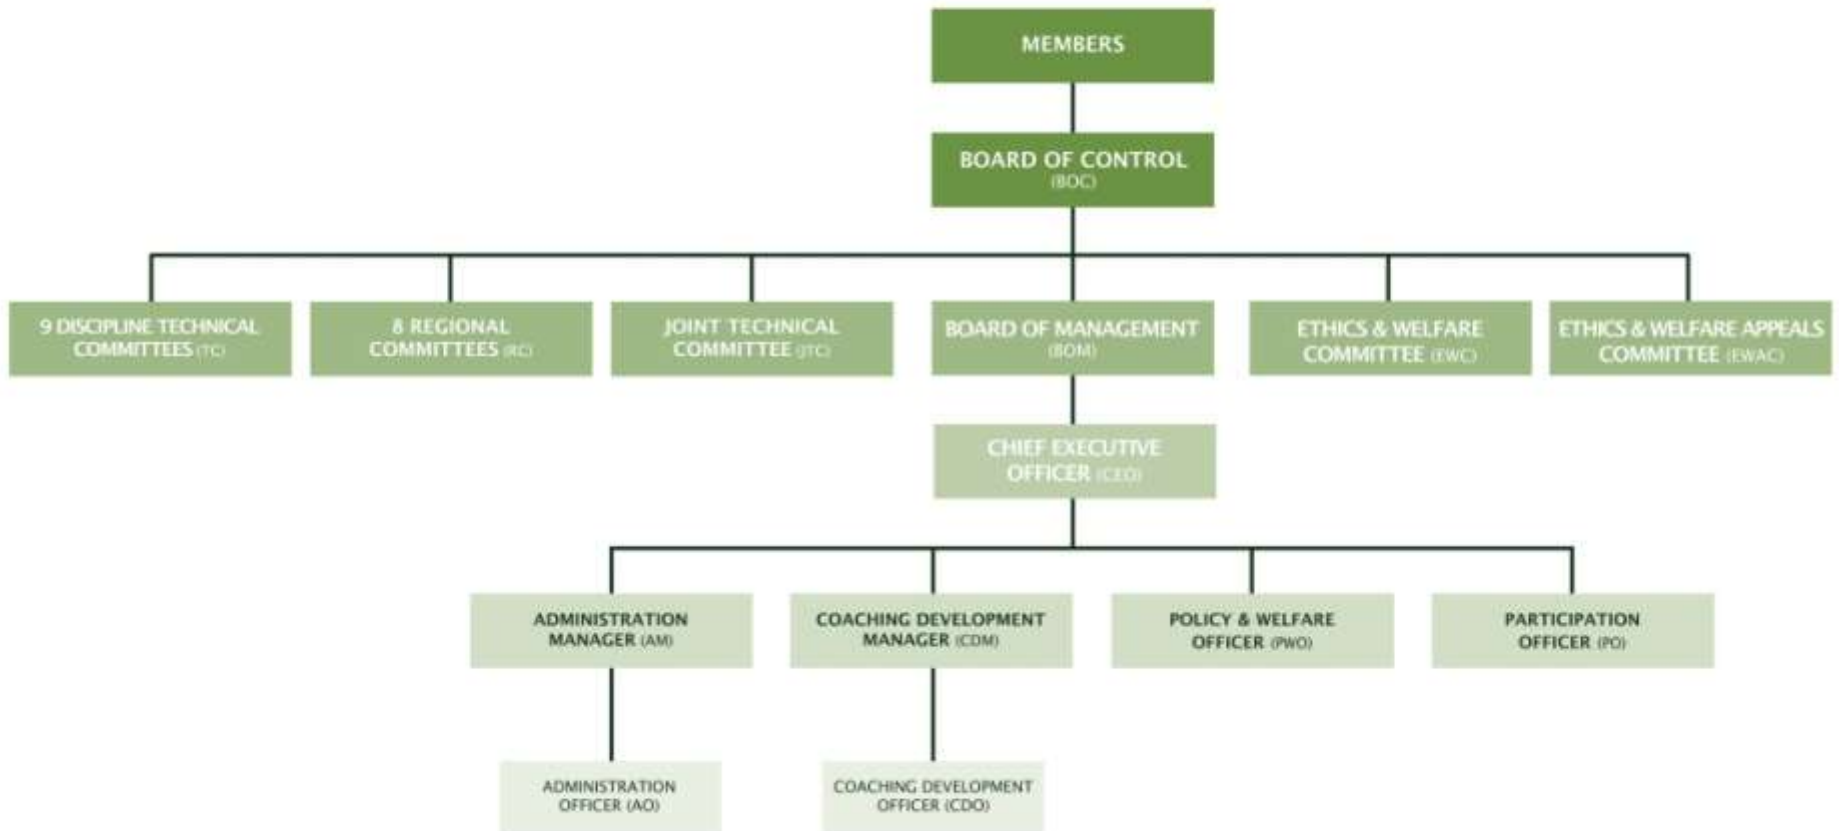 MEMBERS
BOARD OF CONTROL
(BOC)
9 DISCIPLINE TECHNICAL
COMMITTEES (TC)
8 REGIONAL
COMMITTEES (RC)
JOINT TECHNICAL
COMMITTEE (JTC)
BOARD OF MANAGEMENT
(BOM)
ETHICS & WELFARE
COMMITTEE (EWC)
ETHICS & WELFARE APPEALS
COMMITTEE (EWAC)
CHIEF EXECUTIVE
OFFICER (CEO)
ADMINISTRATION
MANAGER (AM)
COACHING DEVELOPMENT
MANAGER (CDM)
POLICY & WELFARE
OFFICER (PWO)
PARTICIPATION
OFFICER (PO)
ADMINISTRATION
OFFICER (AO)
COACHING DEVELOPMENT
OFFICER (CDO)